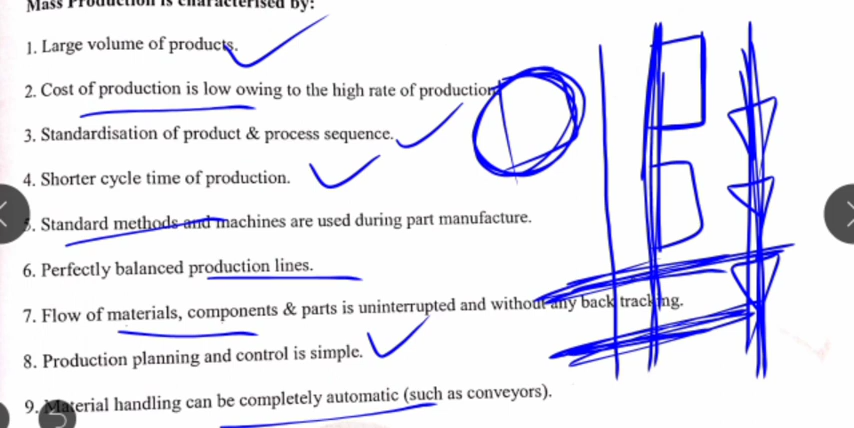 Mass Production is characterised by:
1. Large volume of products.
2. Cost of production is low owing to the high rate of production
3. Standardisation of product & process sequence.
4. Shorter cycle time of production.
5. Standard methods and machines are used during part manufacture.
6. Perfectly balanced production lines.
7. Flow of materials, components & parts is uninterrupted and without any back tracking.
8. Production planning and control is simple.
9. Material handling can be completely automatic (such as conveyors).